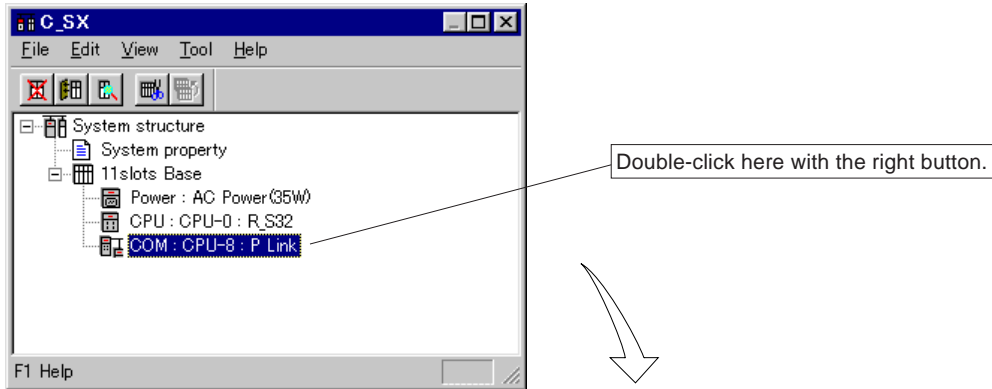 C_SX
File Edit View Tool Help
System structure
System property
11slots Base
Power : AC Power(35W)
CPU : CPU-0 : R_S32
COM : CPU-8 : P Link
Double-click here with the right button.
F1 Help